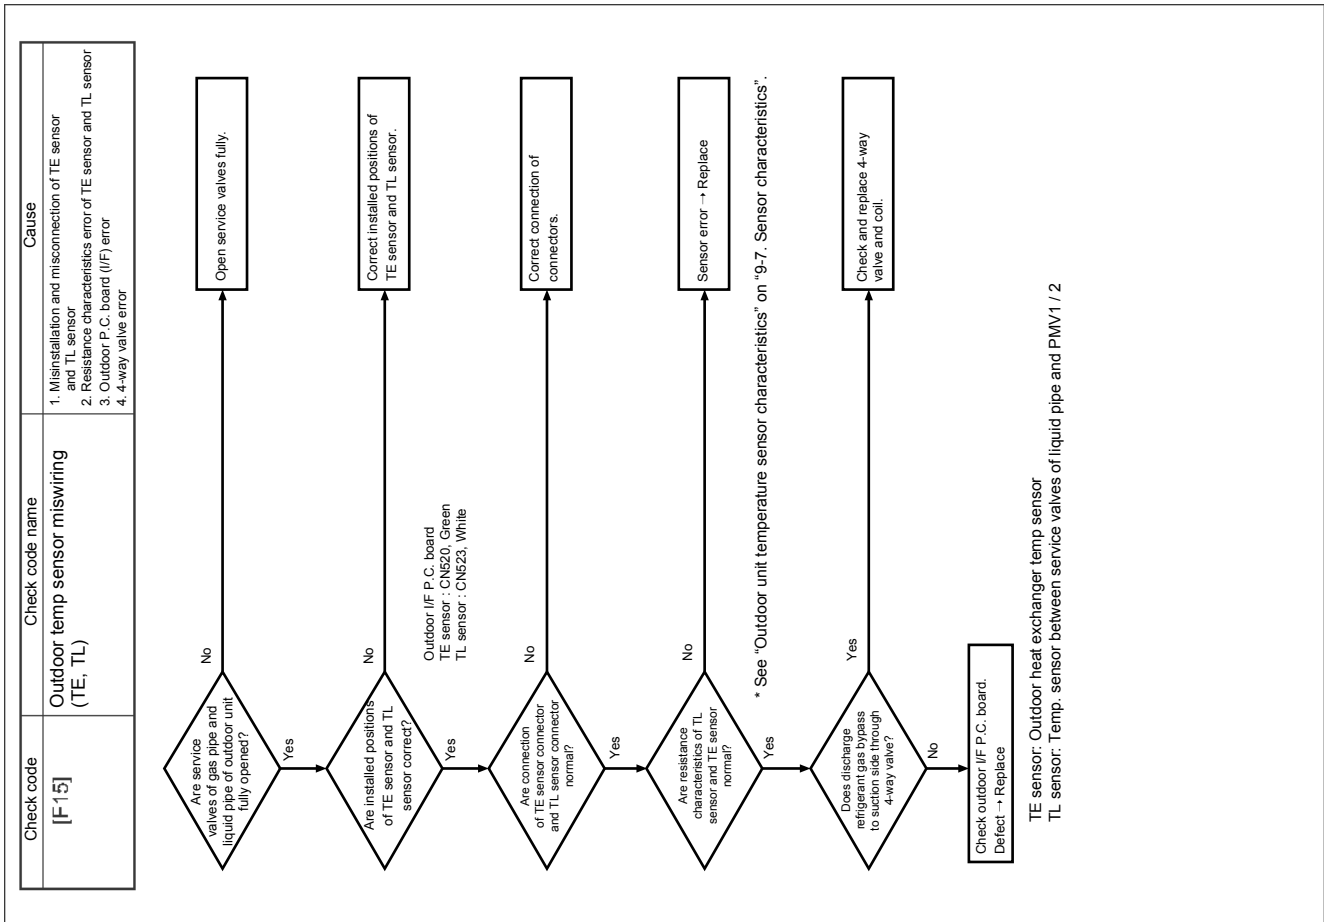 Check code
Check code name
Cause
[F15]
Outdoor temp sensor miswiring
(TE, TL)
1. Misinstallation and misconnection of TE sensor
and TL sensor
2. Resistance characteristics error of TE sensor and TL sensor
3. Outdoor P.C. board (I/F) error
4. 4-way valve error
Are service
valves of gas pipe and
liquid pipe of outdoor unit
fully opened?
No
Open service valves fully.
Yes
Are installed positions
of TE sensor and TL
sensor correct?
No
Correct installed positions of
TE sensor and TL sensor.
Yes
Outdoor I/F P.C. board
TE sensor : CN520, Green
TL sensor : CN523, White
Are connection
of TE sensor connector
and TL sensor connector
normal?
No
Correct connection of
connectors.
Yes
Are resistance
characteristics of TL
sensor and TE sensor
normal?
No
Sensor error → Replace
Yes
* See “Outdoor unit temperature sensor characteristics” on “9-7. Sensor characteristics”.
Does discharge
refrigerant gas bypass
to suction side through
4-way valve?
Yes
Check and replace 4-way
valve and coil.
No
Check outdoor I/F P.C. board.
Defect → Replace
TE sensor: Outdoor heat exchanger temp sensor
TL sensor: Temp. sensor between service valves of liquid pipe and PMV1 / 2